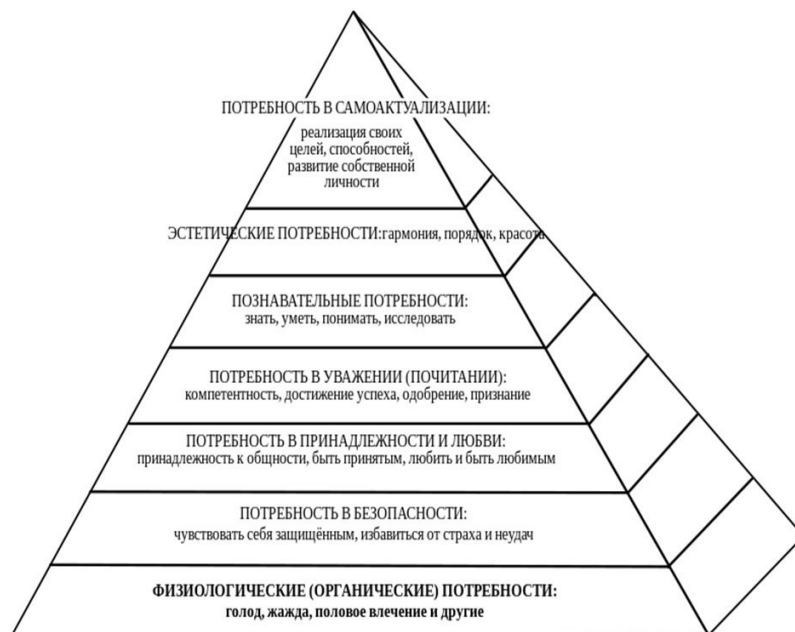 ПОТРЕБНОСТЬ В САМОАКТУАЛИЗАЦИИ:
реализация своих
целей, способностей,
развитие собственной
личности
ЭСТЕТИЧЕСКИЕ ПОТРЕБНОСТИ:гармония, порядок, красота
ПОЗНАВАТЕЛЬНЫЕ ПОТРЕБНОСТИ:
знать, уметь, понимать, исследовать
ПОТРЕБНОСТЬ В УВАЖЕНИИ (ПОЧИТАНИИ):
компетентность, достижение успеха, одобрение, признание
ПОТРЕБНОСТЬ В ПРИНАДЛЕЖНОСТИ И ЛЮБВИ:
принадлежность к общности, быть принятым, любить и быть любимым
ПОТРЕБНОСТЬ В БЕЗОПАСНОСТИ:
чувствовать себя защищённым, избавиться от страха и неудач
ФИЗИОЛОГИЧЕСКИЕ (ОРГАНИЧЕСКИЕ) ПОТРЕБНОСТИ:
голод, жажда, половое влечение и другие